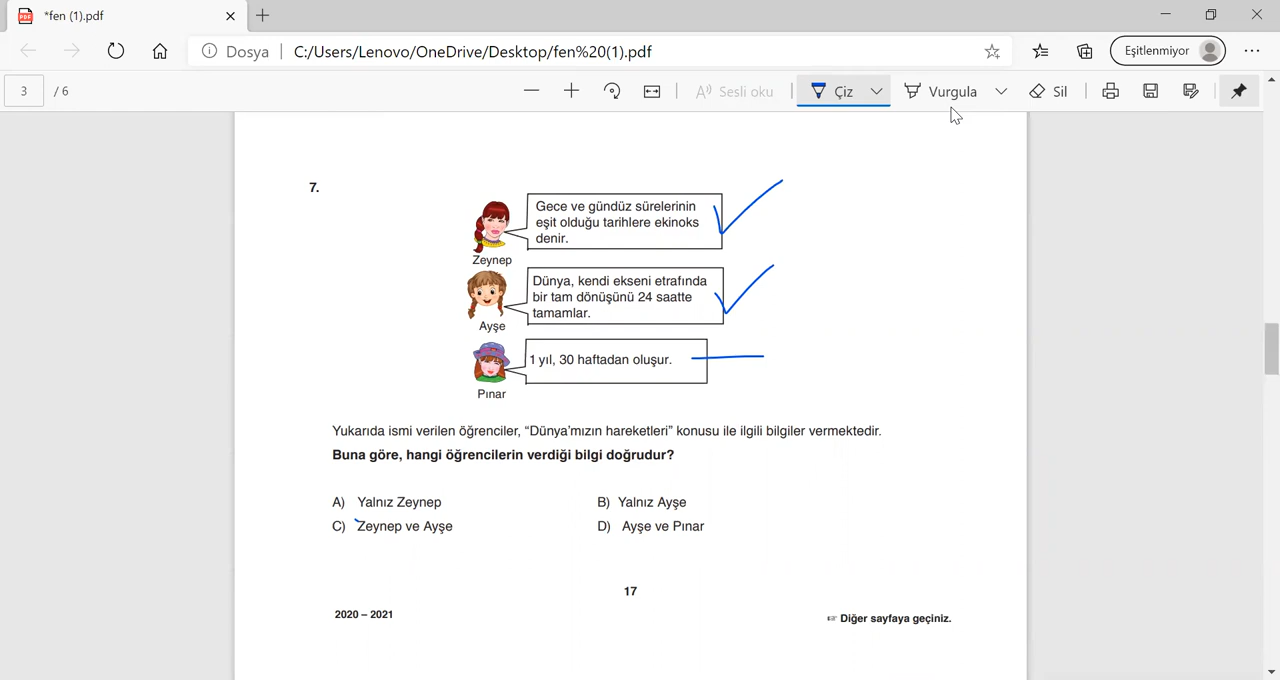 *fen (1).pdf
Dosya
C:/Users/Lenovo/OneDrive/Desktop/fen%20(1).pdf
Eşitlenmiyor
3 / 6
Sesli oku
Çiz
Vurgula
Sil
7.
Gece ve gündüz sürelerinin
eşit olduğu tarihlere ekinoks
denir.
Zeynep
Dünya, kendi ekseni etrafında
bir tam dönüşünü 24 saatte
tamamlar.
Ayşe
1 yıl, 30 haftadan oluşur.
Pınar
Yukarıda ismi verilen öğrenciler, “Dünya’mızın hareketleri” konusu ile ilgili bilgiler vermektedir.
Buna göre, hangi öğrencilerin verdiği bilgi doğrudur?
A) Yalnız Zeynep
B) Yalnız Ayşe
C) Zeynep ve Ayşe
D) Ayşe ve Pınar
17
2020 – 2021
Diğer sayfaya geçiniz.